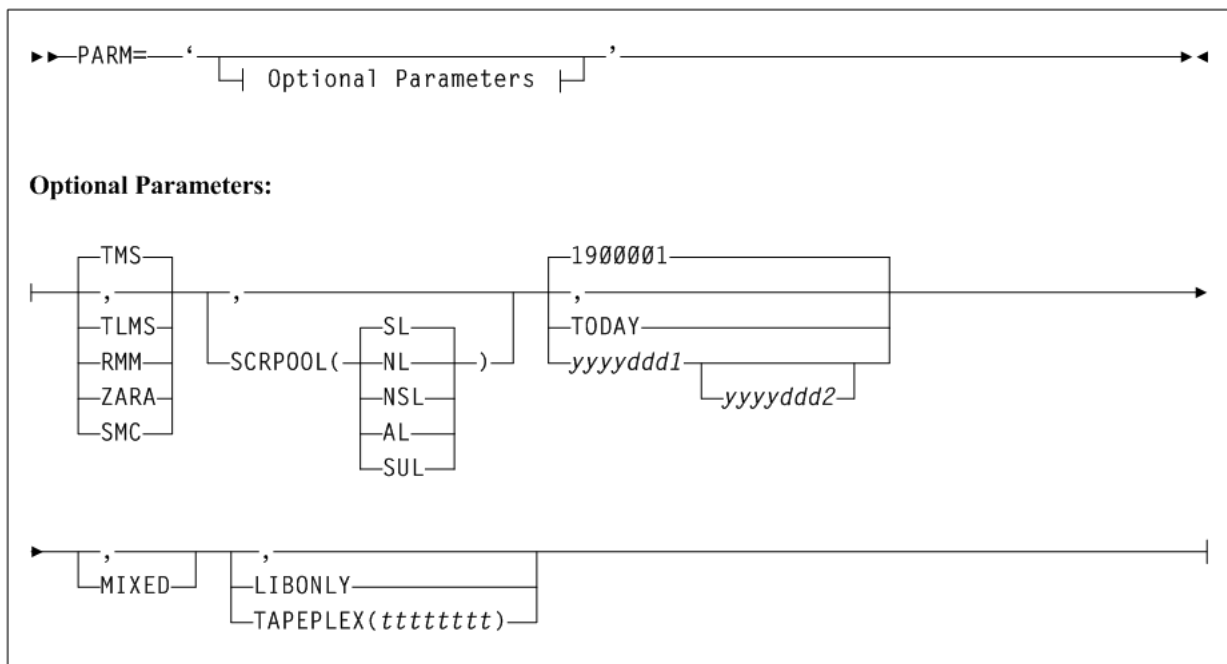 PARM= ‘ ’
Optional Parameters
Optional Parameters:
TMS 1900001
, , ,
TLMS SL TODAY
RMM SCRPOOL( NL ) yyyyddd1
ZARA NSL yyyyddd2
SMC AL
SUL
, ,
MIXED LIBONLY
TAPEPLEX(tttttttt)